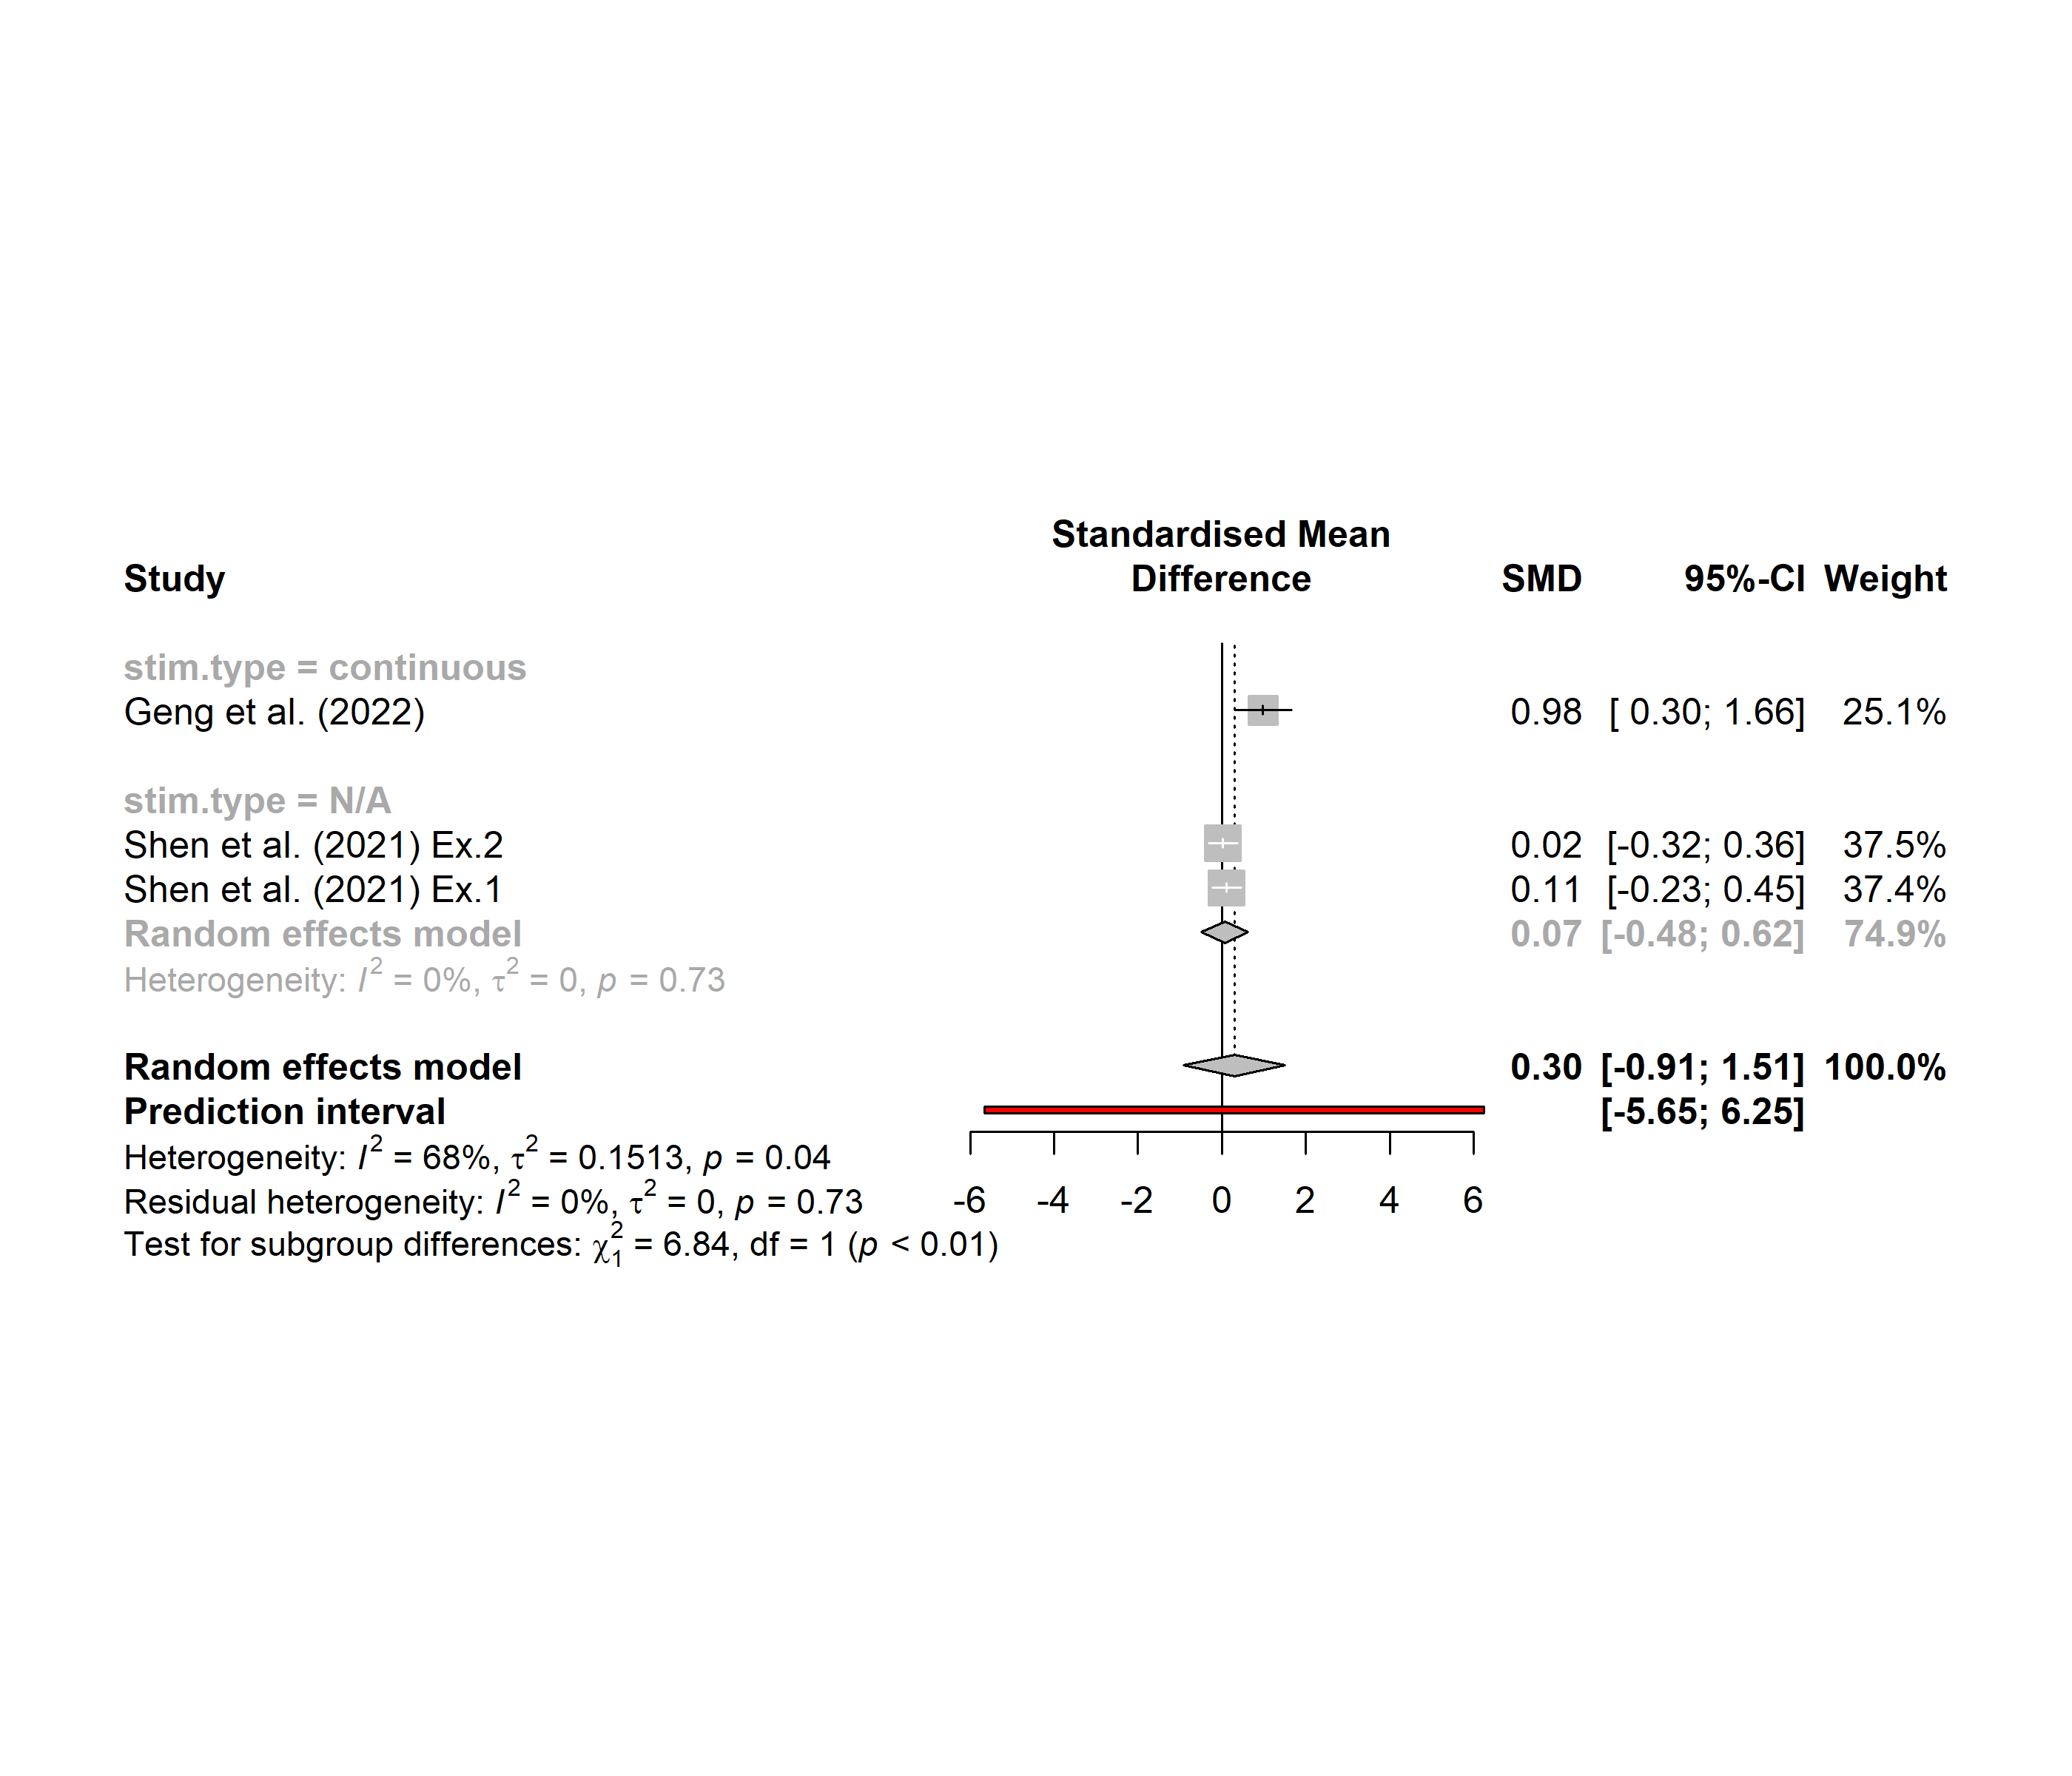 Standardised Mean
Study Difference SMD 95%-CI Weight
stim.type = continuous
Geng et al. (2022) 0.98 [ 0.30; 1.66] 25.1%
stim.type = N/A
Shen et al. (2021) Ex.2 0.02 [-0.32; 0.36] 37.5%
Shen et al. (2021) Ex.1 0.11 [-0.23; 0.45] 37.4%
Random effects model 0.07 [-0.48; 0.62] 74.9%
Heterogeneity: I² = 0%, τ² = 0, p = 0.73
Random effects model 0.30 [-0.91; 1.51] 100.0%
Prediction interval [-5.65; 6.25]
Heterogeneity: I² = 68%, τ² = 0.1513, p = 0.04
Residual heterogeneity: I² = 0%, τ² = 0, p = 0.73
-6 -4 -2 0 2 4 6
Test for subgroup differences: χ²₁ = 6.84, df = 1 (p < 0.01)